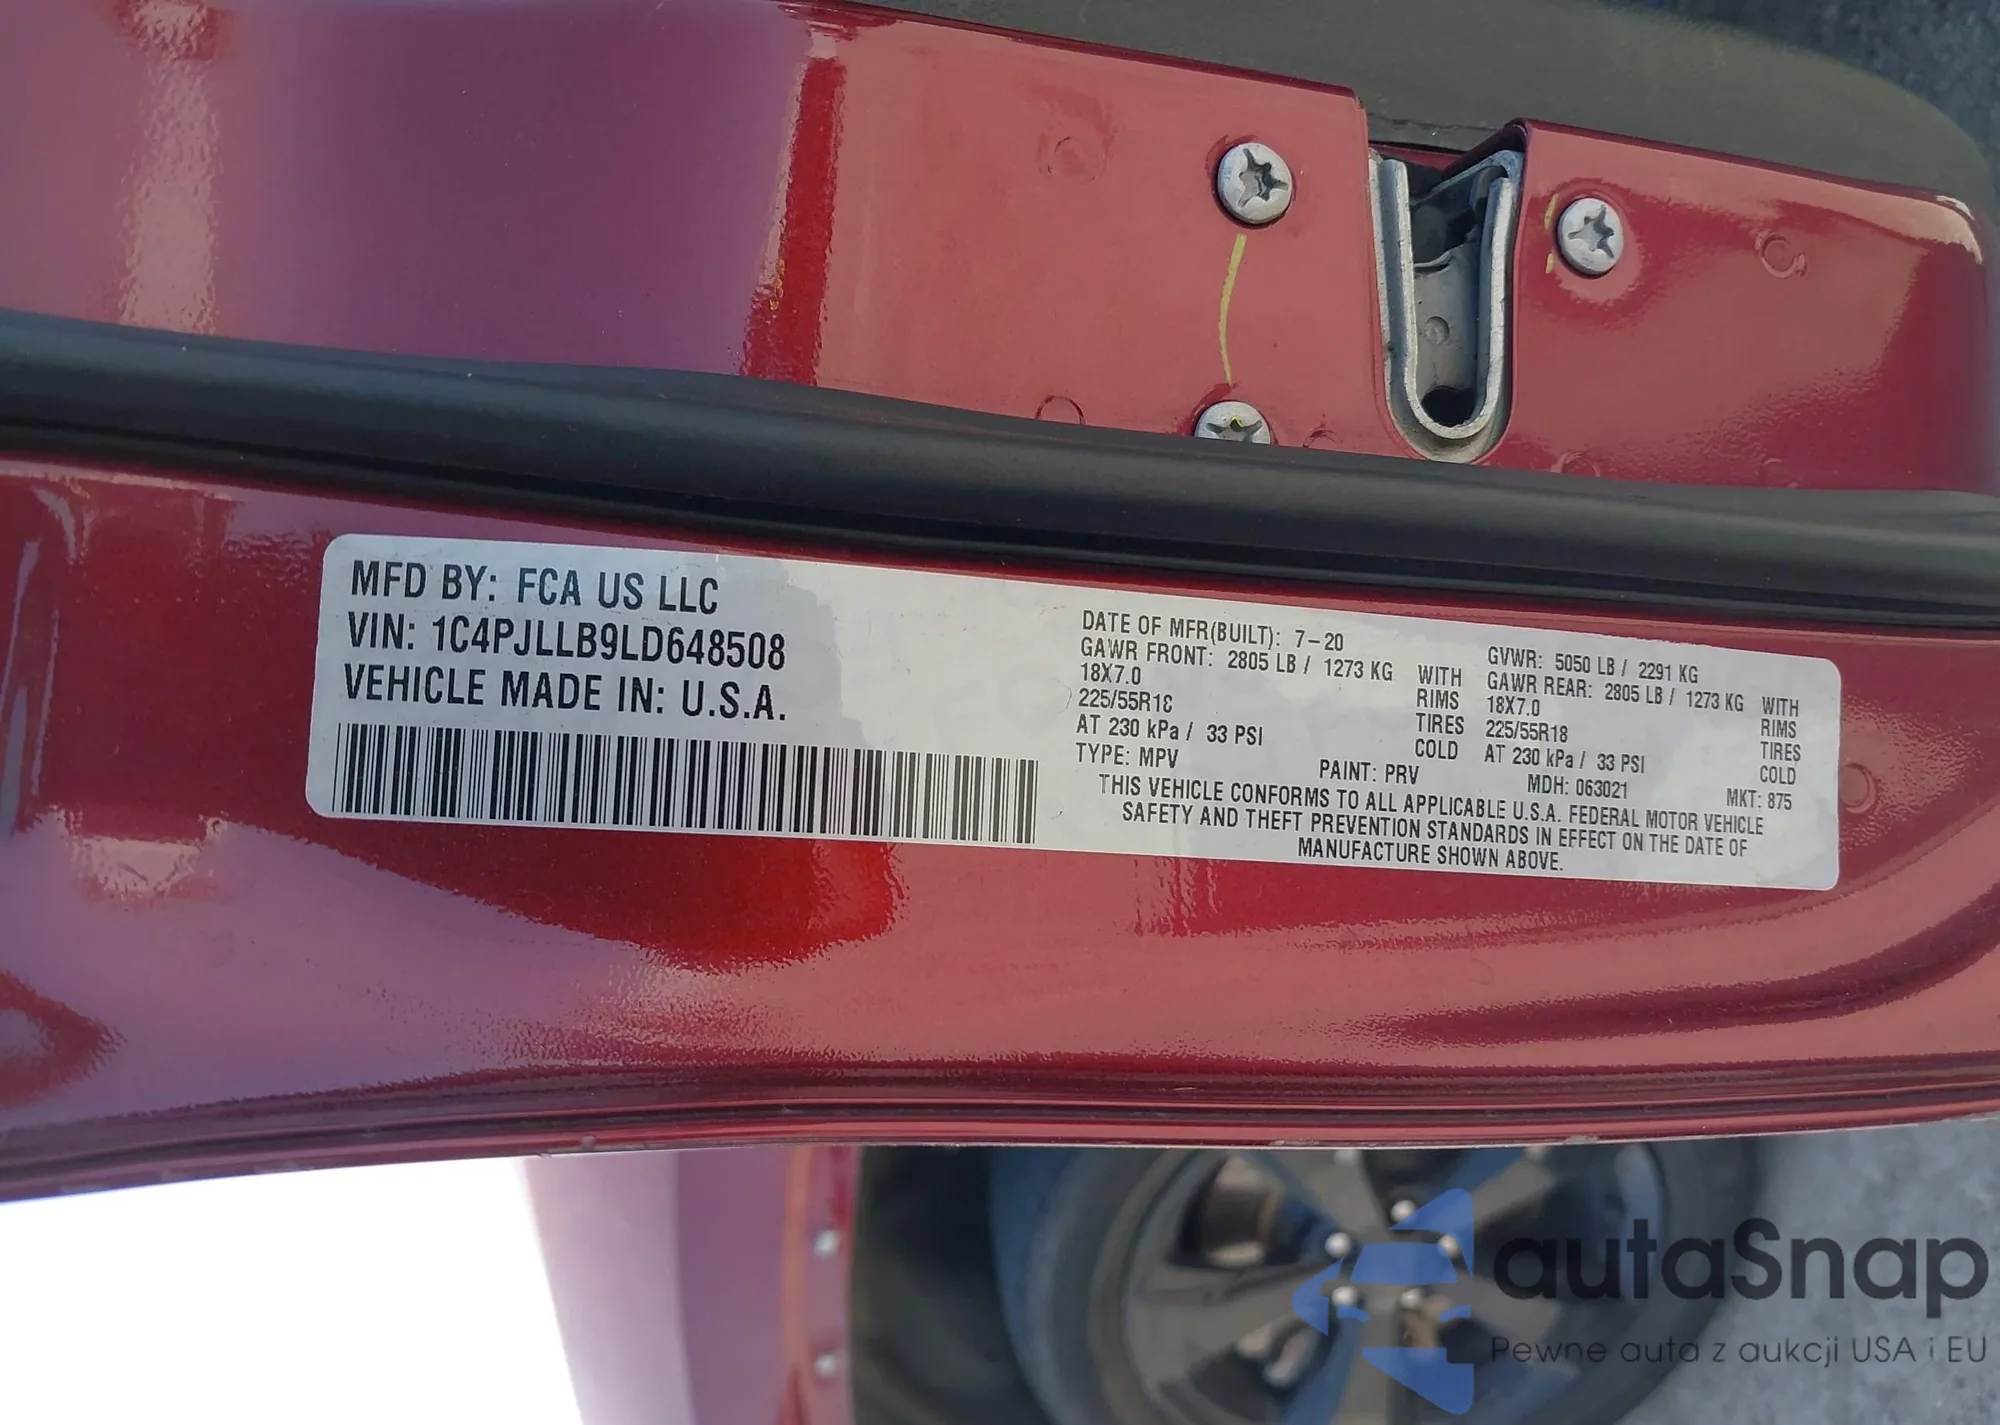 MFD BY: FCA US LLC
VIN: 1C4PJLLB9LD648508
VEHICLE MADE IN: U.S.A.
DATE OF MFR(BUILT): 7-20
GAWR FRONT: 2805 LB / 1273 KG WITH
18X7.0 RIMS
225/55R18 TIRES
AT 230 kPa / 33 PSI COLD
GVWR: 5050 LB / 2291 KG
GAWR REAR: 2805 LB / 1273 KG WITH
18X7.0 RIMS
225/55R18 TIRES
AT 230 kPa / 33 PSI COLD
TYPE: MPV PAINT: PRV MDH: 063021 MKT: 875
THIS VEHICLE CONFORMS TO ALL APPLICABLE U.S.A. FEDERAL MOTOR VEHICLE
SAFETY AND THEFT PREVENTION STANDARDS IN EFFECT ON THE DATE OF
MANUFACTURE SHOWN ABOVE.
autaSnap
Pewne auta z aukcji USA i EU